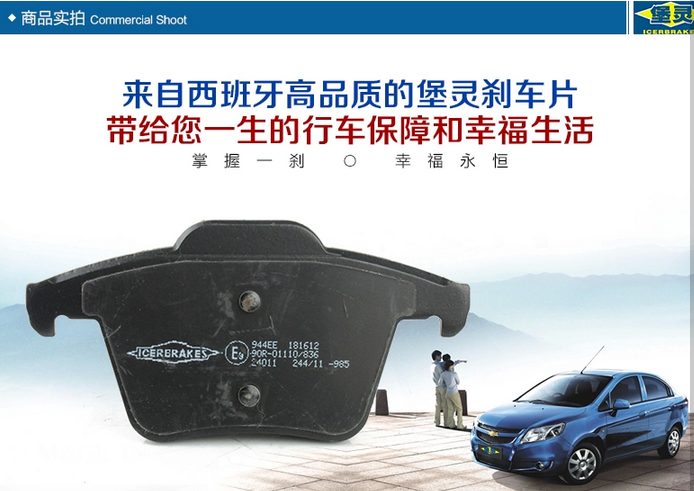 商品实拍 Commercial Shoot
堡灵
ICERBRAKES
来自西班牙高品质的堡灵刹车片
带给您一生的行车保障和幸福生活
掌握一刹 〇 幸福永恒
944EE 181612
ICERBRAKES E9 90R-01110/836
24011 244/11 -985